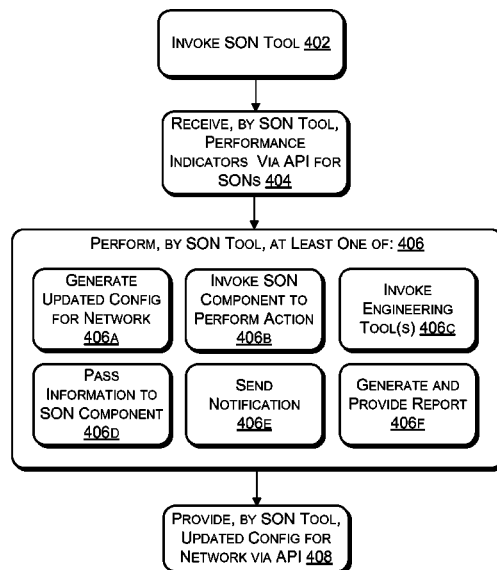 INVOKE SON TOOL 402
RECEIVE, BY SON TOOL,
PERFORMANCE
INDICATORS VIA API FOR
SONS 404
PERFORM, BY SON TOOL, AT LEAST ONE OF: 406
GENERATE
UPDATED CONFIG
FOR NETWORK
406A
INVOKE SON
COMPONENT TO
PERFORM ACTION
406B
INVOKE
ENGINEERING
TOOL(S) 406C
PASS
INFORMATION TO
SON COMPONENT
406D
SEND
NOTIFICATION
406E
GENERATE AND
PROVIDE REPORT
406F
PROVIDE, BY SON TOOL,
UPDATED CONFIG FOR
NETWORK VIA API 408